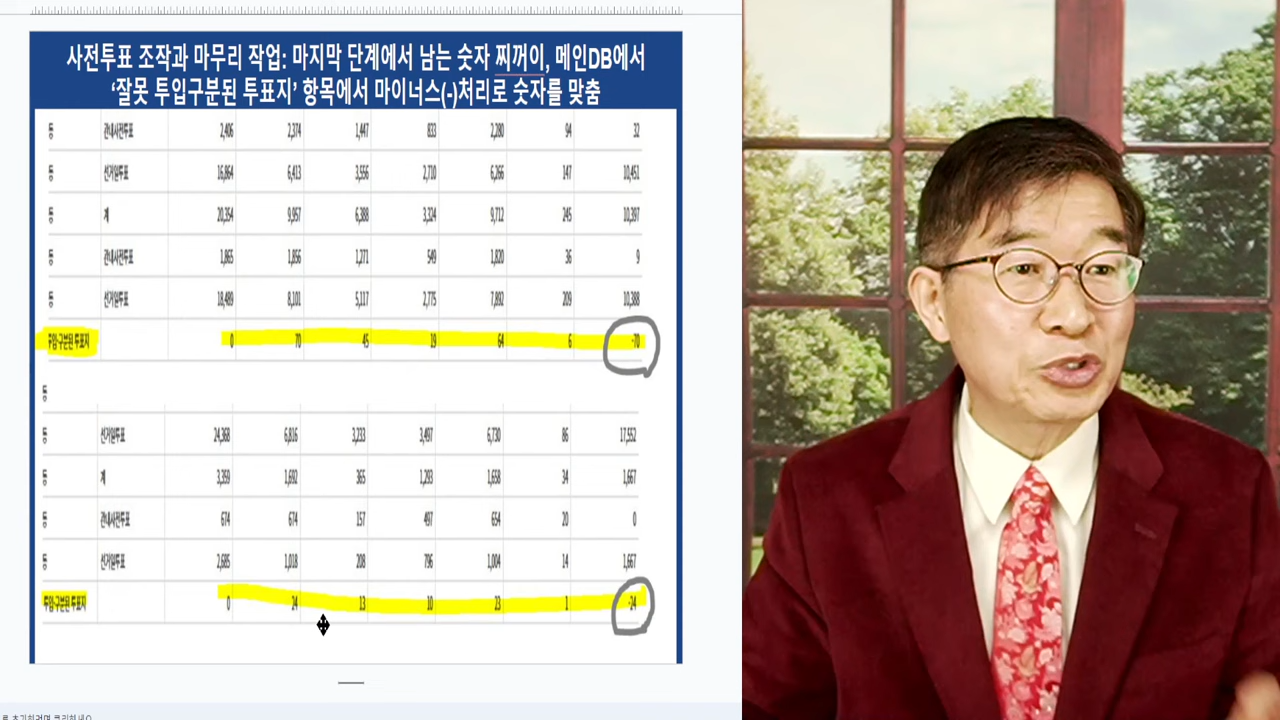 사전투표 조작과 마무리 작업: 마지막 단계에서 남는 숫자 찌꺼이, 메인DB에서
‘잘못 투입구분된 투표지’ 항목에서 마이너스(-)처리로 숫자를 맞춤
동 관내사전투표 2,406 2,374 1,447 833 2,280 94 32
동 선거일투표 16,864 6,413 3,556 2,710 6,266 147 10,451
동 계 20,354 9,957 6,388 3,324 9,712 245 10,397
동 관내사전투표 1,865 1,856 1,271 549 1,820 36 9
동 선거일투표 18,489 8,101 5,117 2,775 7,892 209 10,388
투입·구분된 투표지 0 70 45 19 64 6 -70
동
동 선거일투표 24,368 6,816 3,233 3,497 6,730 86 17,552
동 계 3,359 1,692 365 1,293 1,658 34 1,667
동 관내사전투표 674 674 157 497 654 20 0
동 선거일투표 2,685 1,018 208 796 1,004 14 1,667
투입·구분된 투표지 0 24 13 10 23 1 -24